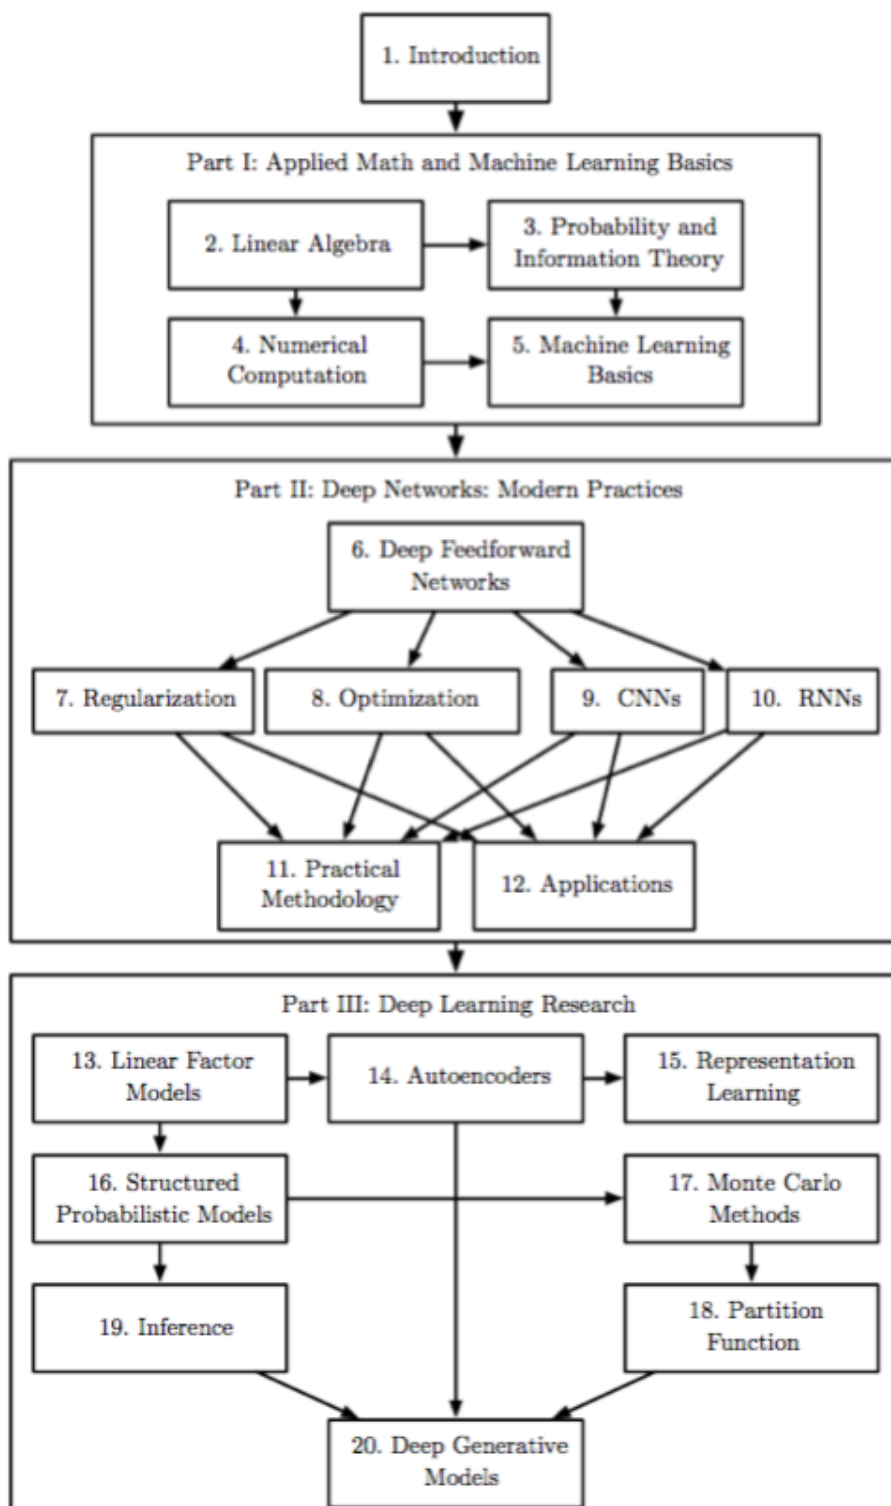 1. Introduction
Part I: Applied Math and Machine Learning Basics
2. Linear Algebra
3. Probability and
Information Theory
4. Numerical
Computation
5. Machine Learning
Basics
Part II: Deep Networks: Modern Practices
6. Deep Feedforward
Networks
7. Regularization
8. Optimization
9. CNNs
10. RNNs
11. Practical
Methodology
12. Applications
Part III: Deep Learning Research
13. Linear Factor
Models
14. Autoencoders
15. Representation
Learning
16. Structured
Probabilistic Models
17. Monte Carlo
Methods
19. Inference
18. Partition
Function
20. Deep Generative
Models